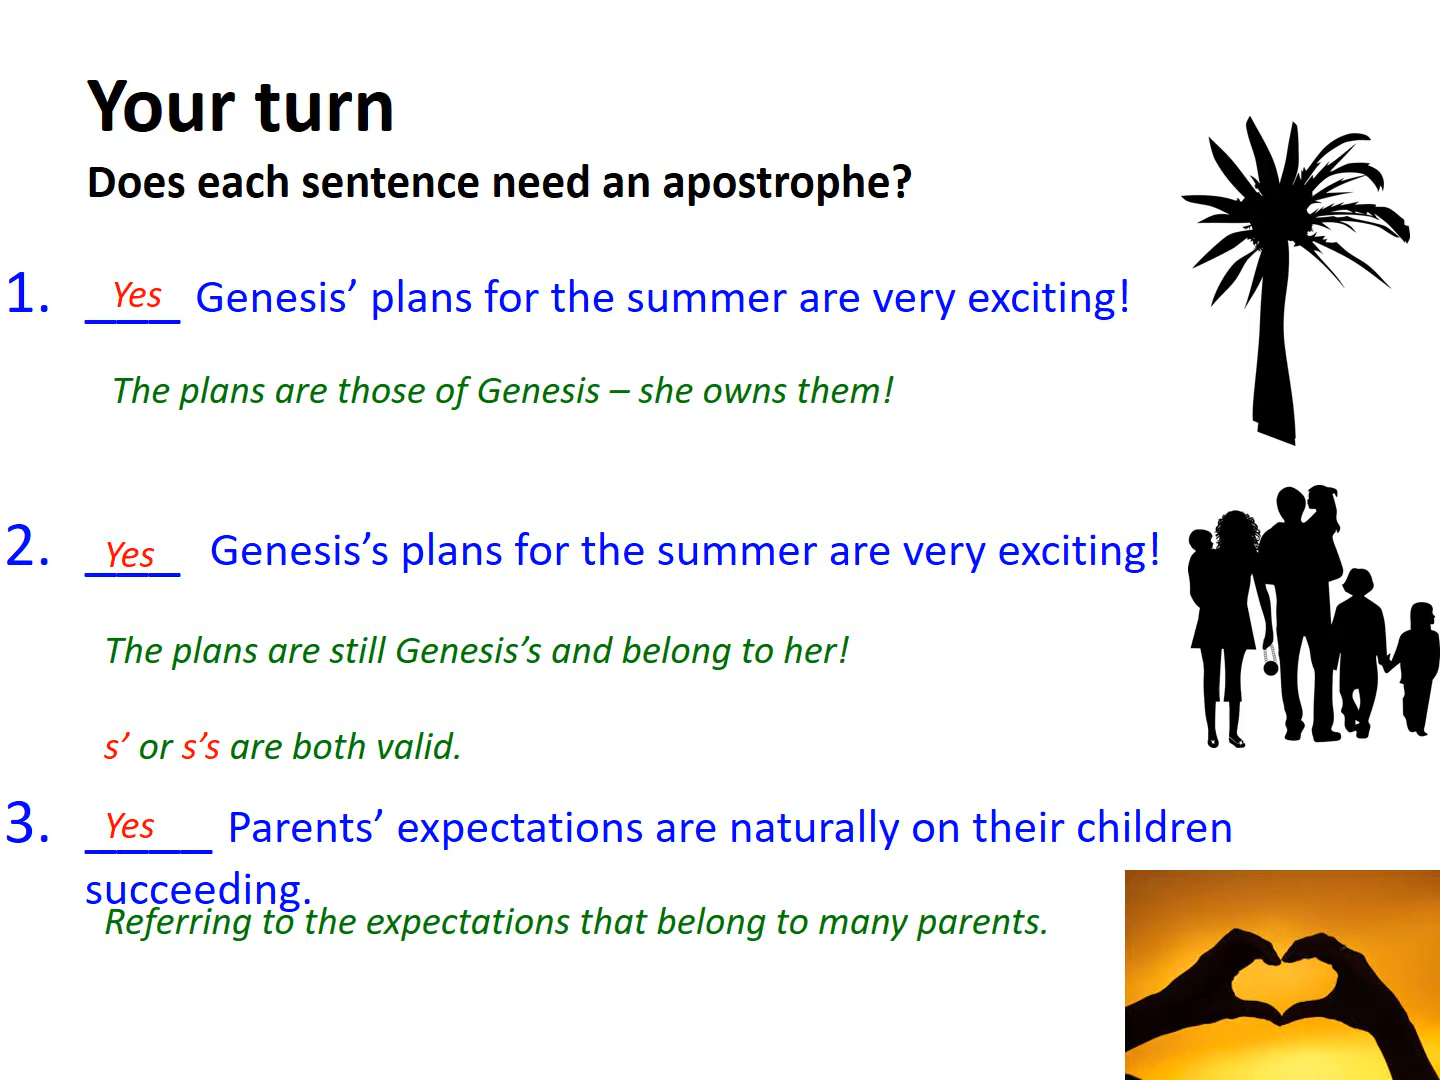 Your turn
Does each sentence need an apostrophe?
1. ___ Yes Genesis’ plans for the summer are very exciting!
The plans are those of Genesis – she owns them!
2. ___ Yes Genesis’s plans for the summer are very exciting!
The plans are still Genesis’s and belong to her!
s’ or s’s are both valid.
3. ____ Yes Parents’ expectations are naturally on their children
succeeding.
Referring to the expectations that belong to many parents.